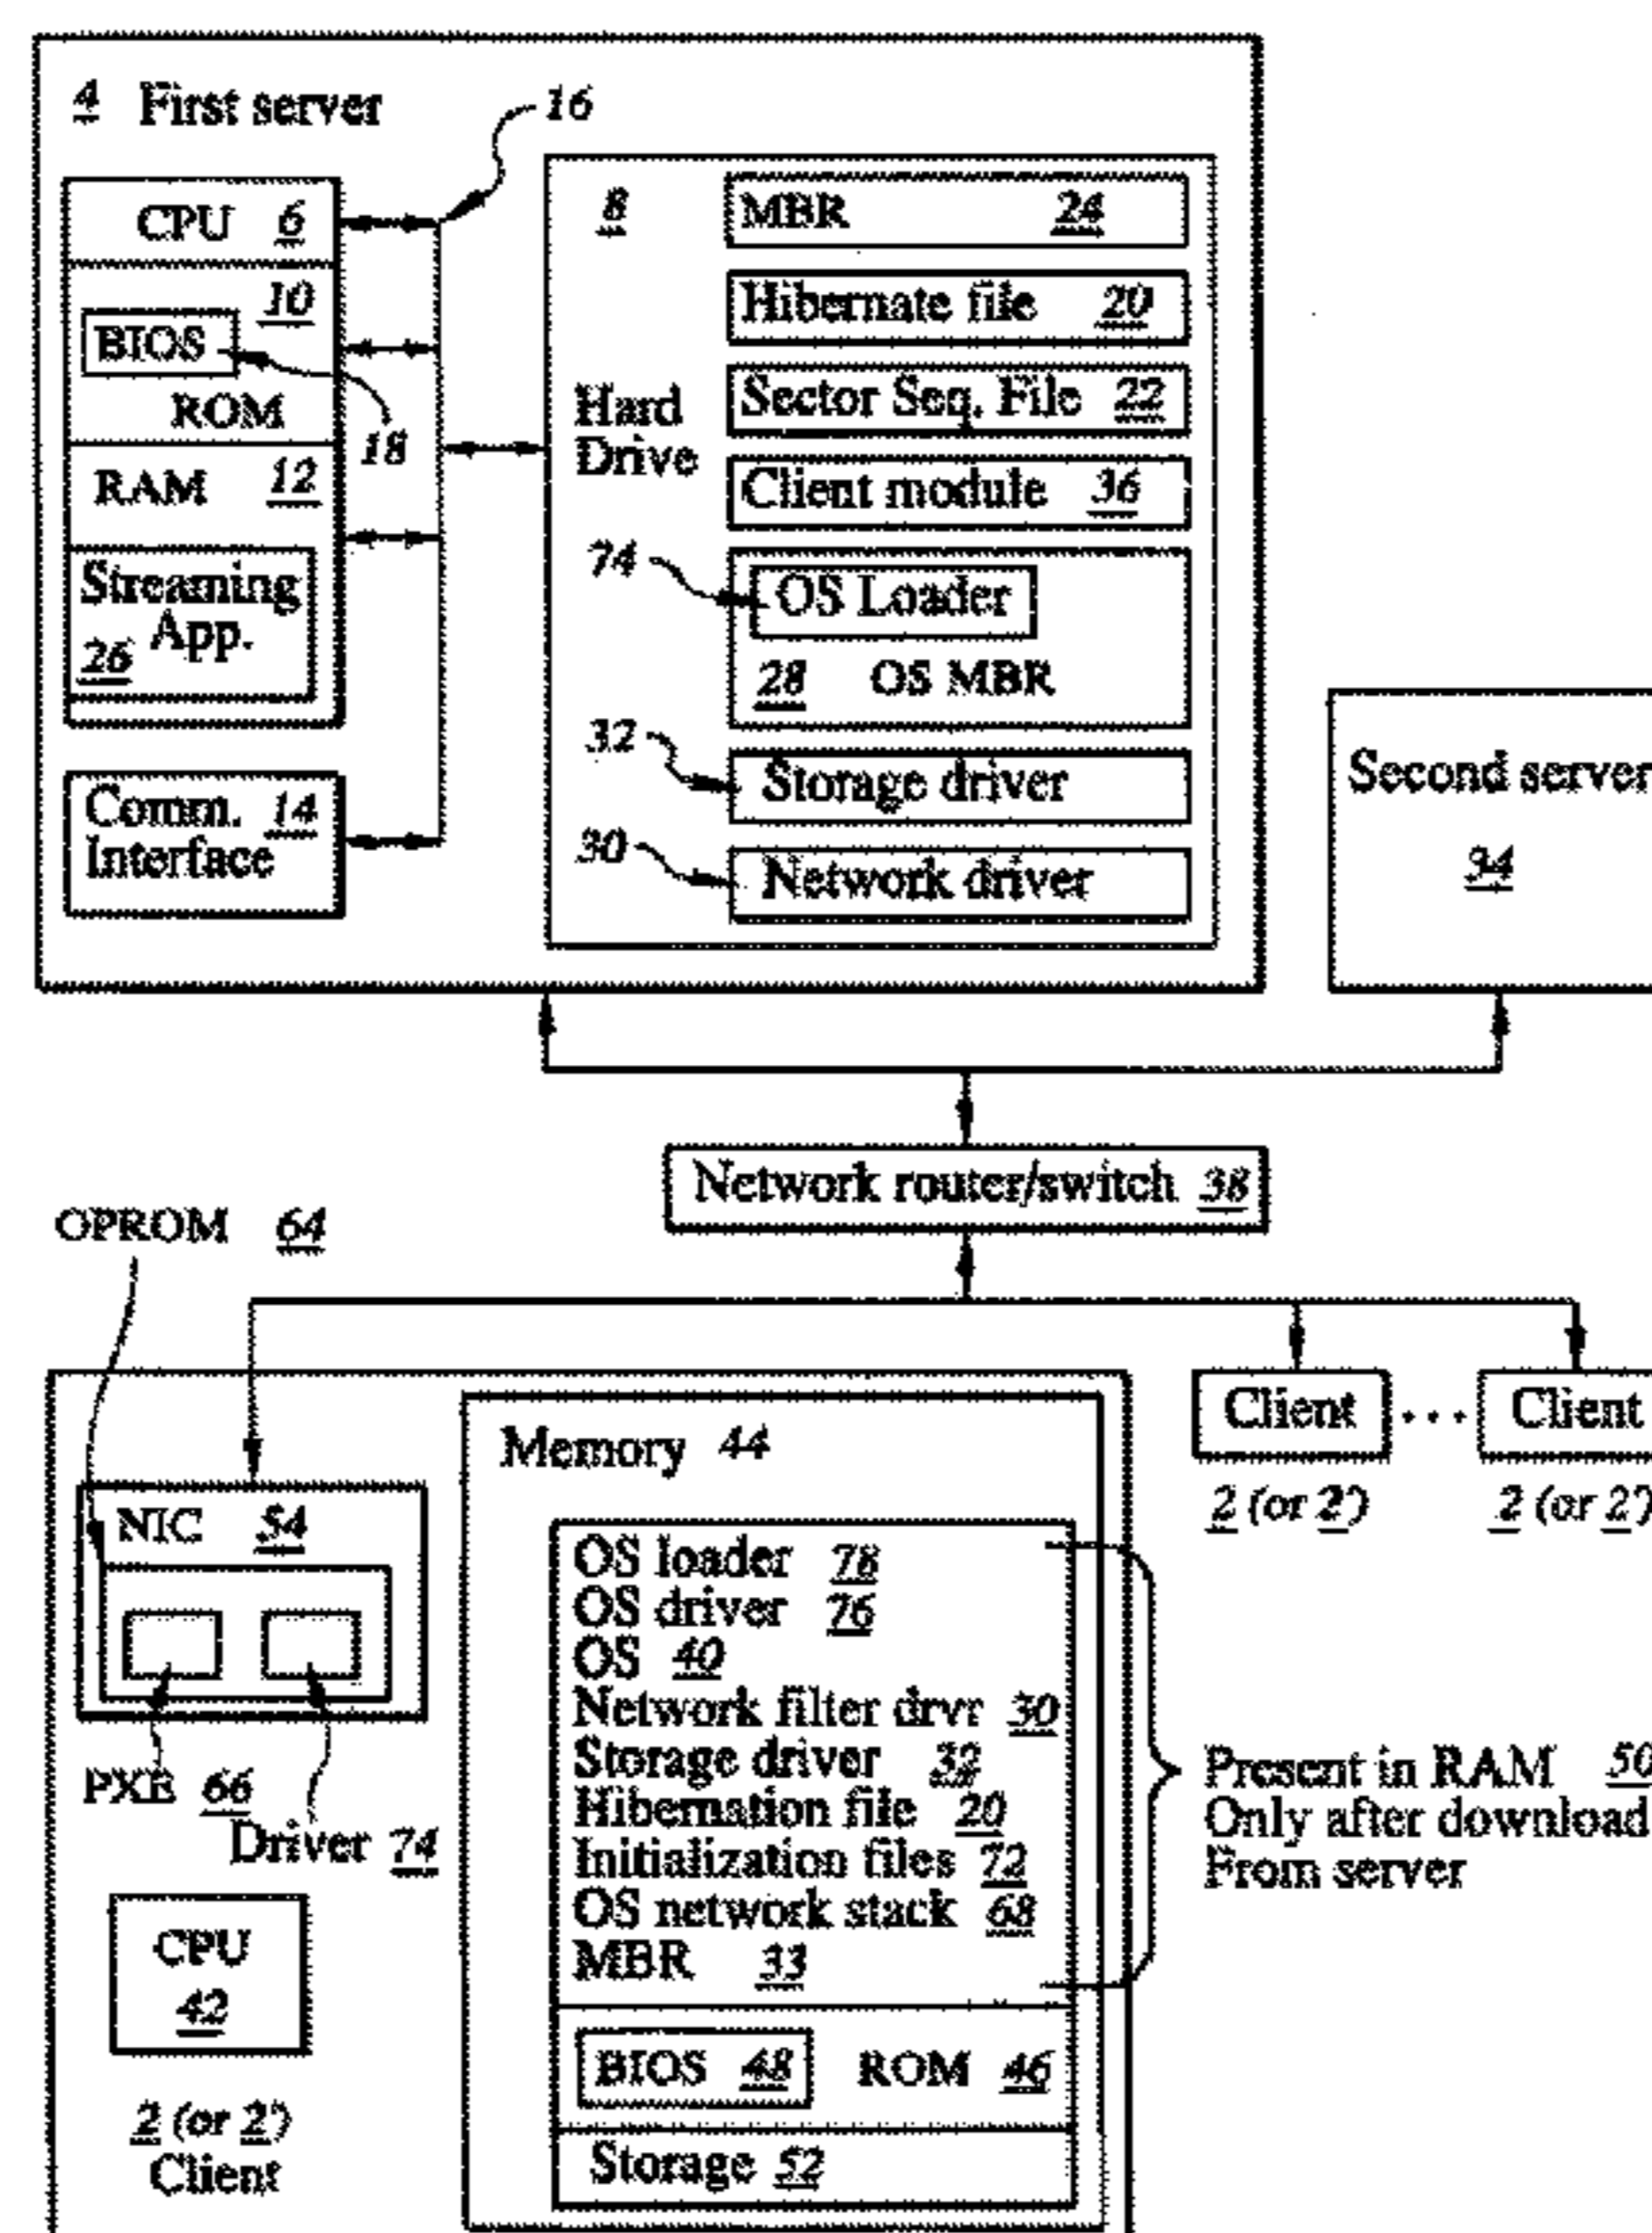 4 First server
16
CPU 6
10
BIOS
ROM
18
RAM 12
Streaming
App.
26
Comm. 14
Interface
8
Hard
Drive
MBR 24
Hibernate file 20
Sector Seq. File 22
Client module 36
74
OS Loader
28 OS MBR
32
Storage driver
30
Network driver
Second server
94
Network router/switch 38
OPROM 64
NIC 54
PXE 66
Driver 74
CPU
42
2 (or 2')
Client
Memory 44
OS loader 78
OS driver 76
OS 40
Network filter drvr 30
Storage driver 32
Hibernation file 20
Initialization files 72
OS network stack 68
MBR 33
BIOS 48 ROM 46
Storage 52
Client ... Client
2 (or 2') 2 (or 2')
Present in RAM 50
Only after download
From server